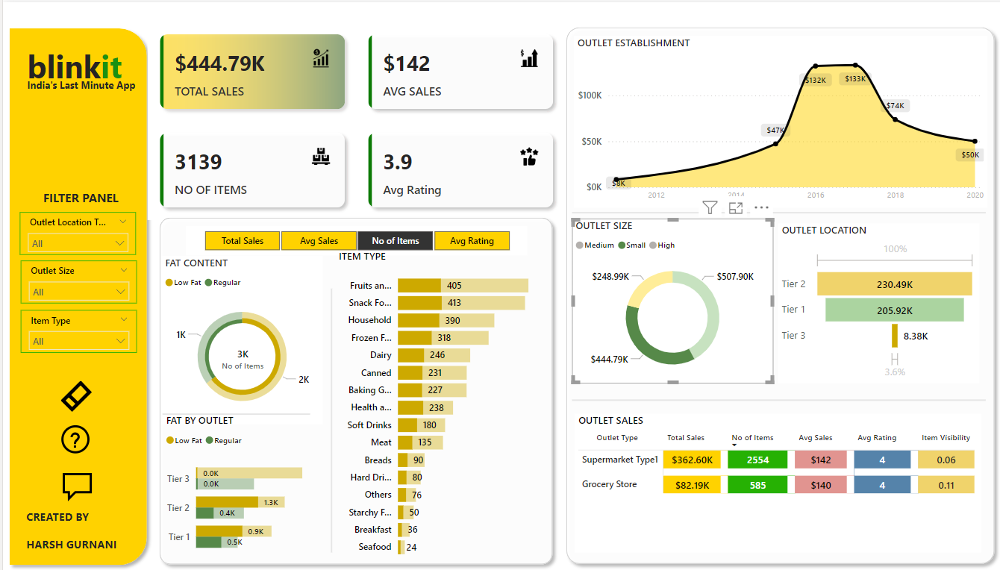 blinkit
India's Last Minute App
FILTER PANEL
Outlet Location T...
All
Outlet Size
All
Item Type
All
CREATED BY
HARSH GURNANI
$444.79K
TOTAL SALES
$142
AVG SALES
3139
NO OF ITEMS
3.9
Avg Rating
Total Sales
Avg Sales
No of Items
Avg Rating
FAT CONTENT
Low Fat
Regular
1K
3K
No of Items
2K
FAT BY OUTLET
Low Fat
Regular
Tier 3
0.0K
0.0K
Tier 2
1.3K
0.4K
Tier 1
0.9K
0.5K
ITEM TYPE
Fruits an...
405
Snack Fo...
413
Household
390
Frozen F...
318
Dairy
246
Canned
231
Baking G...
227
Health a...
238
Soft Drinks
180
Meat
135
Breads
90
Hard Dri...
80
Others
76
Starchy F...
50
Breakfast
36
Seafood
24
OUTLET ESTABLISHMENT
$100K
$50K
$0K
$8K
$47K
$132K
$133K
$74K
$50K
2012
2014
2016
2018
2020
OUTLET SIZE
Medium
Small
High
$248.99K
$507.90K
$444.79K
OUTLET LOCATION
100%
Tier 2
230.49K
Tier 1
205.92K
Tier 3
8.38K
3.6%
OUTLET SALES
Outlet Type Total Sales No of Items Avg Sales Avg Rating Item Visibility
Supermarket Type1 $362.60K 2554 $142 4 0.06
Grocery Store $82.19K 585 $140 4 0.11